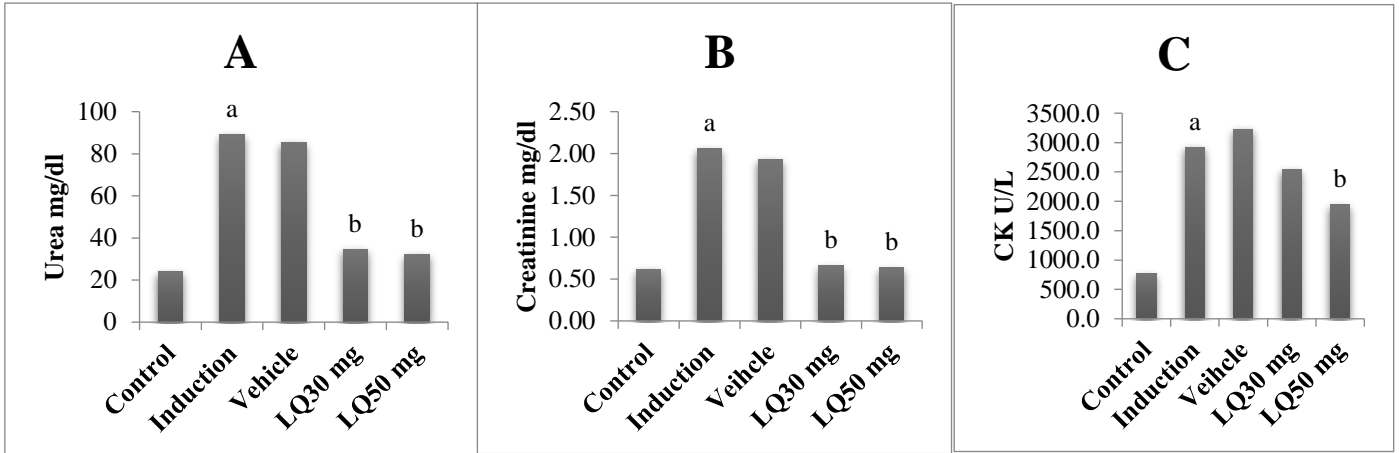 A
Urea mg/dl
100
80
60
40
20
0
a
b
b
Control
Induction
Vehicle
LQ30 mg
LQ50 mg
B
Creatinine mg/dl
2.50
2.00
1.50
1.00
0.50
0.00
a
b
b
Control
Induction
Vehicle
LQ30 mg
LQ50 mg
C
CK U/L
3500.0
3000.0
2500.0
2000.0
1500.0
1000.0
500.0
0.0
a
b
Control
Induction
Veihcle
LQ30 mg
LQ50 mg